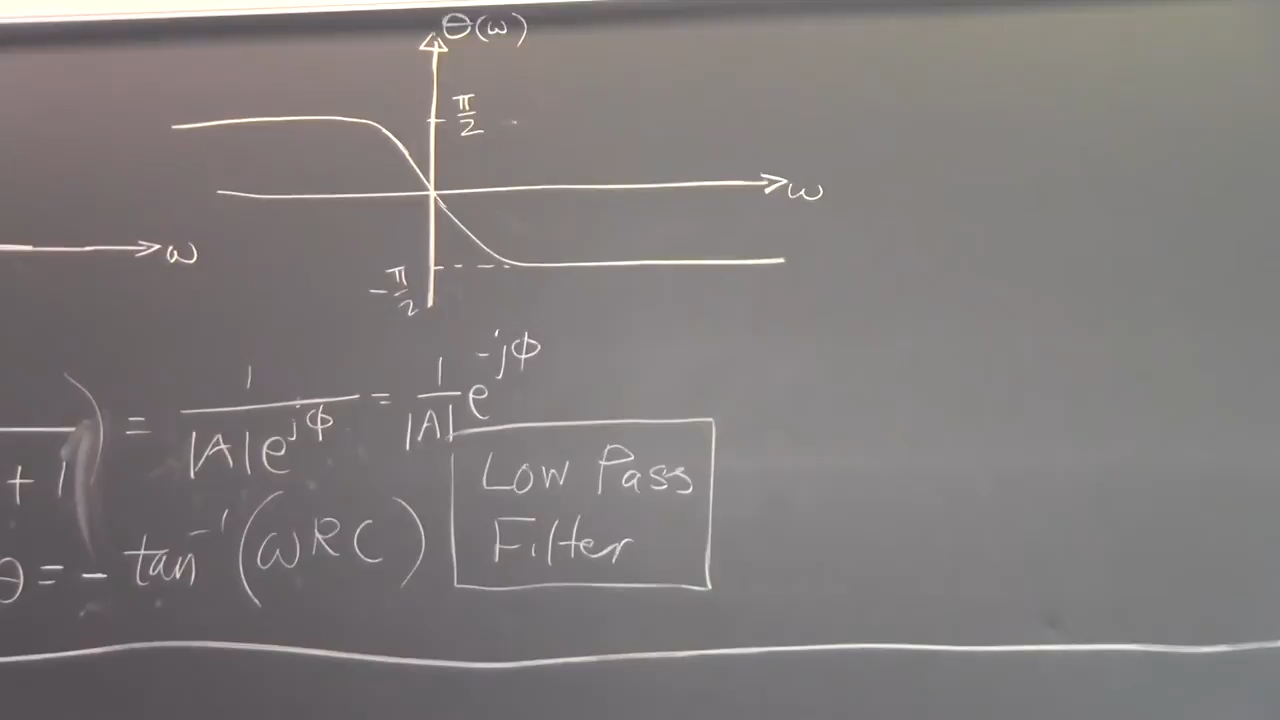 θ(ω)
π/2
ω
ω
-π/2
+ 1) = 1/(|A|e^{jϕ}) = 1/|A| e^{-jϕ}
θ = - tan^{-1}(ωRC)
Low Pass
Filter